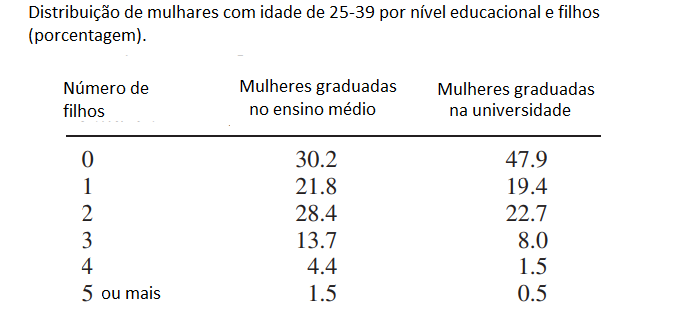 Distribuição de mulhares com idade de 25-39 por nível educacional e filhos
(porcentagem).
Número de filhos Mulheres graduadas no ensino médio Mulheres graduadas na universidade
0 30.2 47.9
1 21.8 19.4
2 28.4 22.7
3 13.7 8.0
4 4.4 1.5
5 ou mais 1.5 0.5